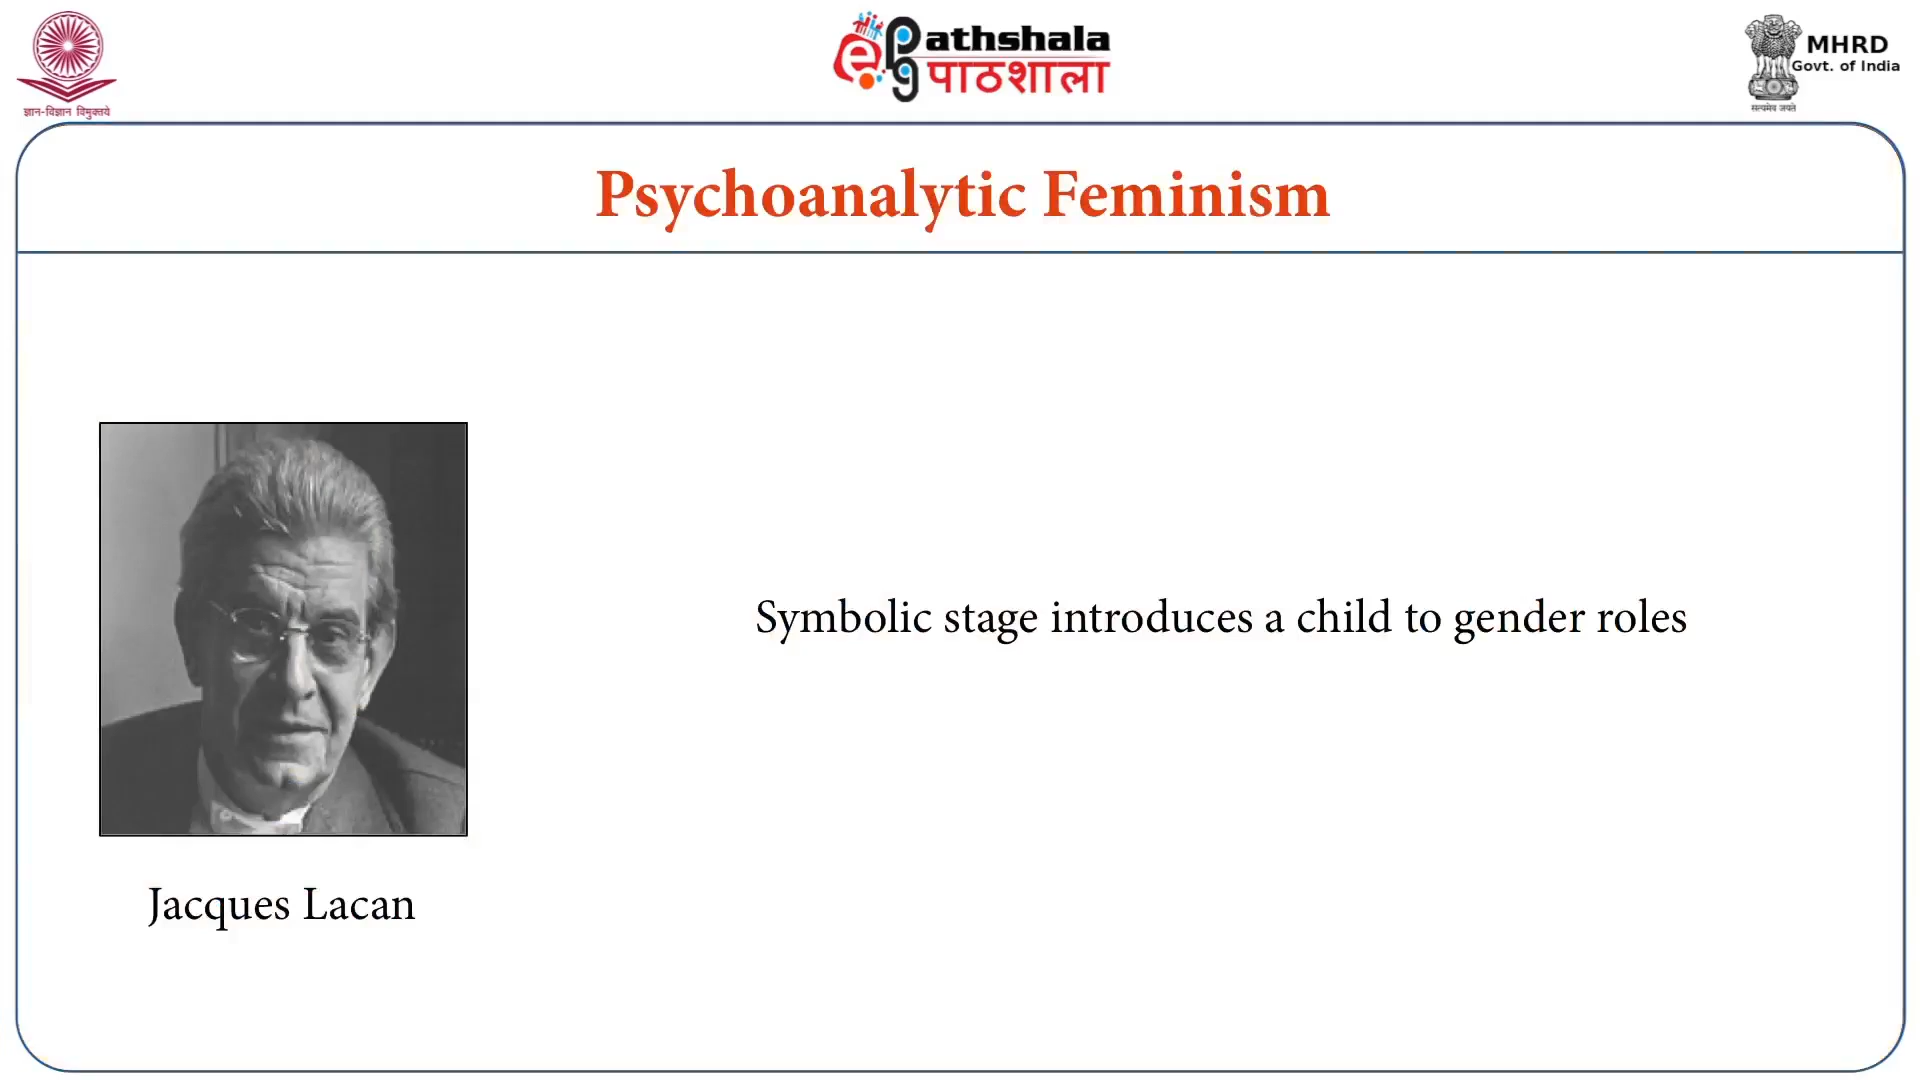 ज्ञान-विज्ञान विमुक्तये
ePG Pathshala
पाठशाला
MHRD
Govt. of India
सत्यमेव जयते
Psychoanalytic Feminism
Symbolic stage introduces a child to gender roles
Jacques Lacan